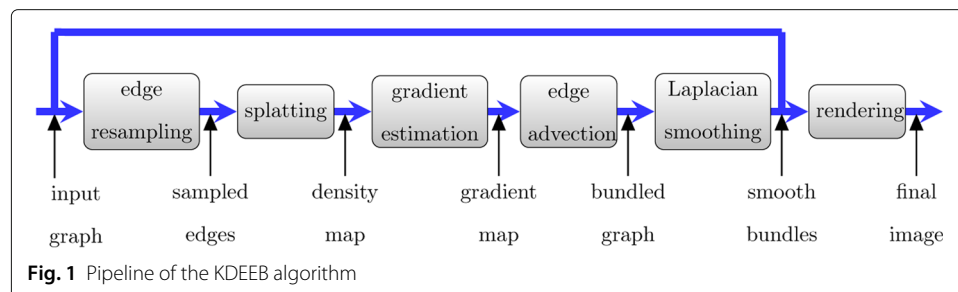 edge
resampling
splatting
gradient
estimation
edge
advection
Laplacian
smoothing
rendering
input
graph
sampled
edges
density
map
gradient
map
bundled
graph
smooth
bundles
final
image
Fig. 1 Pipeline of the KDEEB algorithm